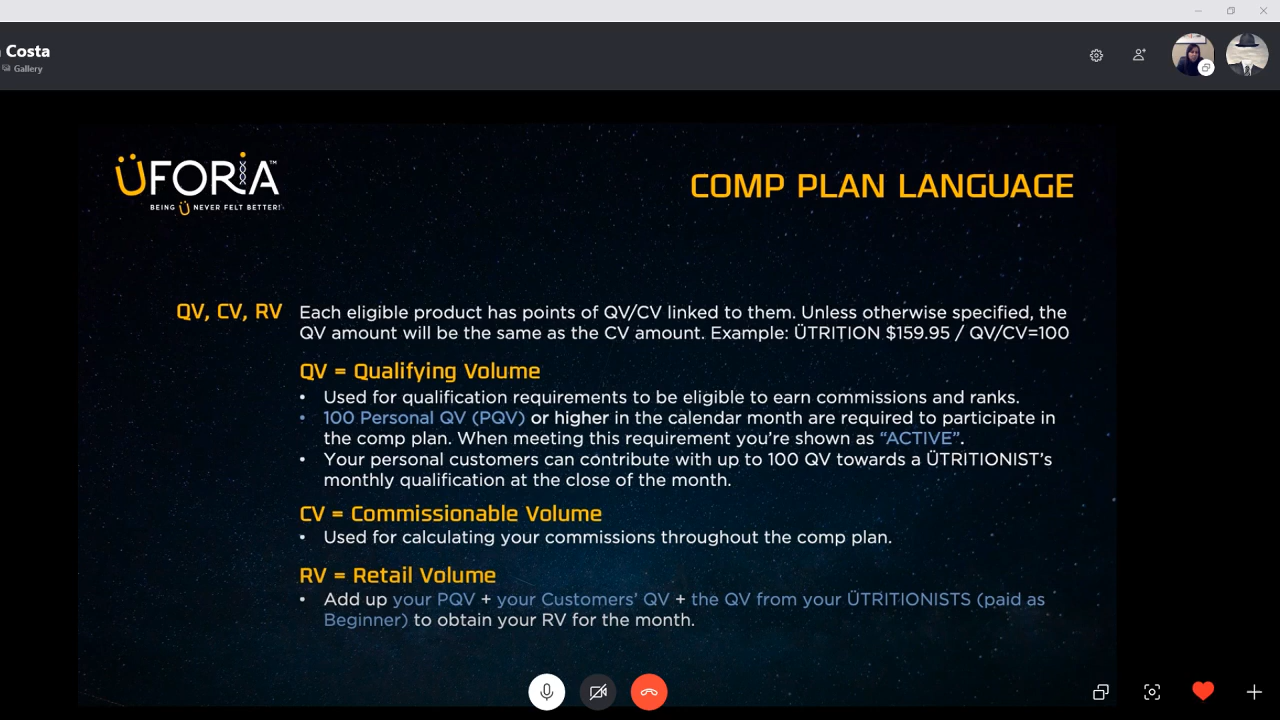 Costa
Gallery
ÜFORiA™
BEING Ü NEVER FELT BETTER!
COMP PLAN LANGUAGE
QV, CV, RV
Each eligible product has points of QV/CV linked to them. Unless otherwise specified, the
QV amount will be the same as the CV amount. Example: ÜTRITION $159.95 / QV/CV=100
QV = Qualifying Volume
• Used for qualification requirements to be eligible to earn commissions and ranks.
• 100 Personal QV (PQV) or higher in the calendar month are required to participate in
the comp plan. When meeting this requirement you’re shown as “ACTIVE”.
• Your personal customers can contribute with up to 100 QV towards a ÜTRITIONIST’s
monthly qualification at the close of the month.
CV = Commissionable Volume
• Used for calculating your commissions throughout the comp plan.
RV = Retail Volume
• Add up your PQV + your Customers’ QV + the QV from your ÜTRITIONISTS (paid as
Beginner) to obtain your RV for the month.